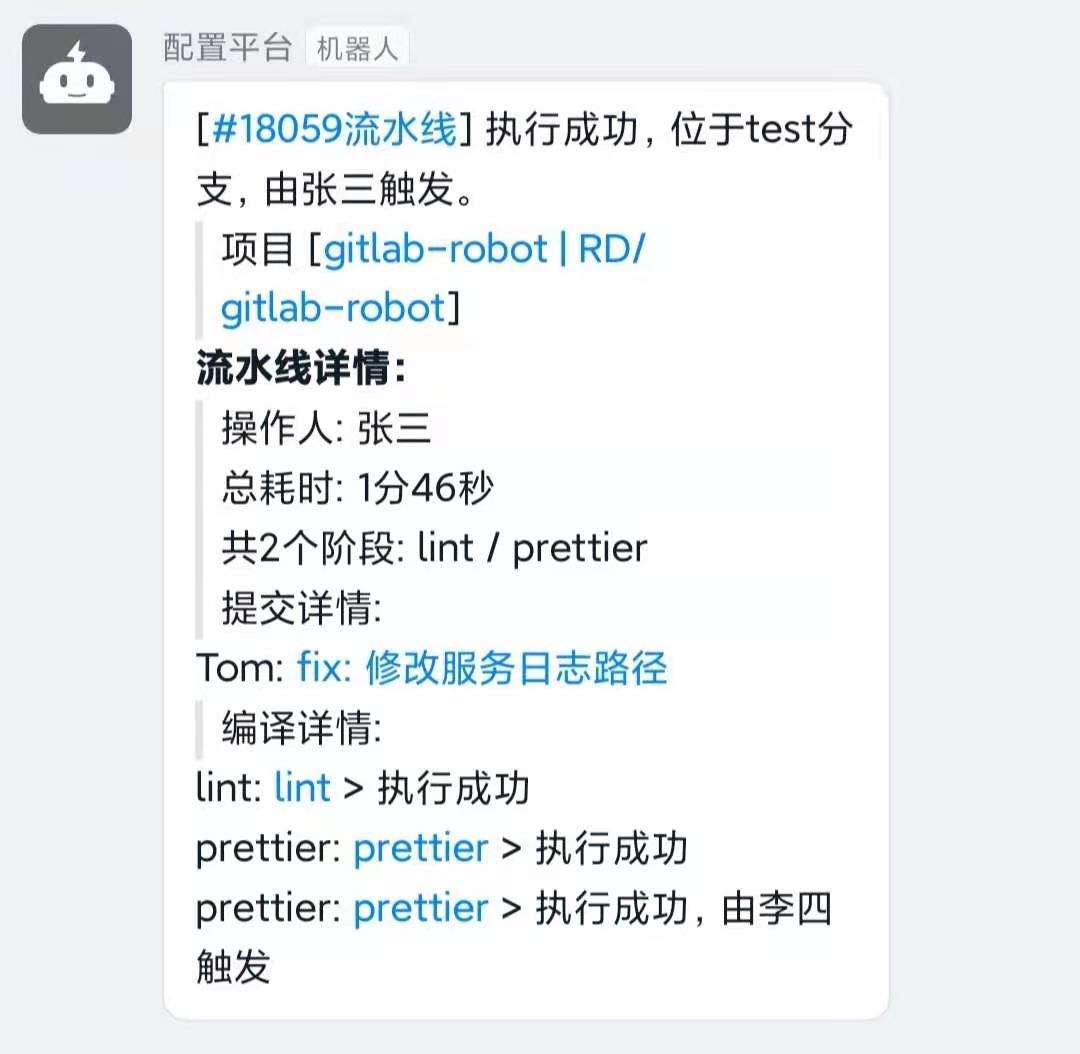 配置平台 机器人
[#18059流水线] 执行成功，位于test分
支，由张三触发。
项目 [gitlab-robot | RD/
gitlab-robot]
流水线详情:
操作人: 张三
总耗时: 1分46秒
共2个阶段: lint / prettier
提交详情:
Tom: fix: 修改服务日志路径
编译详情:
lint: lint > 执行成功
prettier: prettier > 执行成功
prettier: prettier > 执行成功，由李四
触发